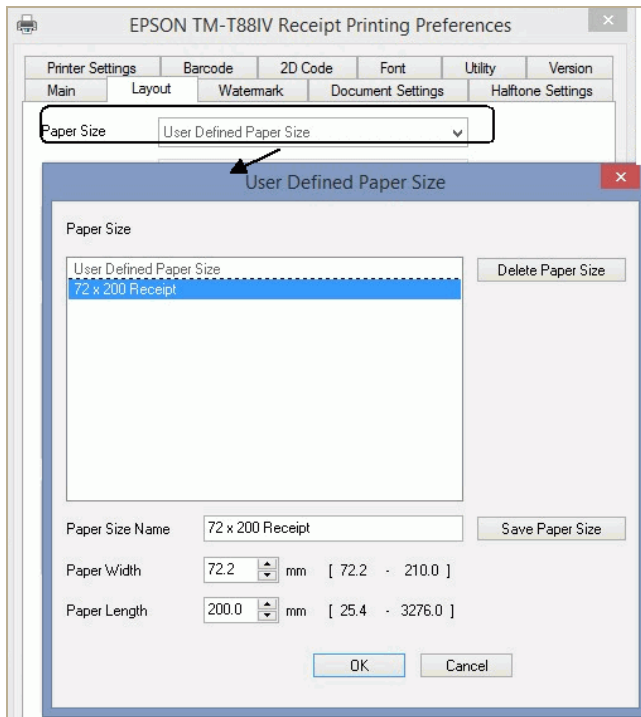 EPSON TM-T88IV Receipt Printing Preferences
Printer Settings Barcode 2D Code Font Utility Version
Main Layout Watermark Document Settings Halftone Settings
Paper Size User Defined Paper Size
User Defined Paper Size
Paper Size
User Defined Paper Size Delete Paper Size
72 x 200 Receipt
Paper Size Name 72 x 200 Receipt Save Paper Size
Paper Width 72.2 mm [ 72.2 - 210.0 ]
Paper Length 200.0 mm [ 25.4 - 3276.0 ]
OK Cancel